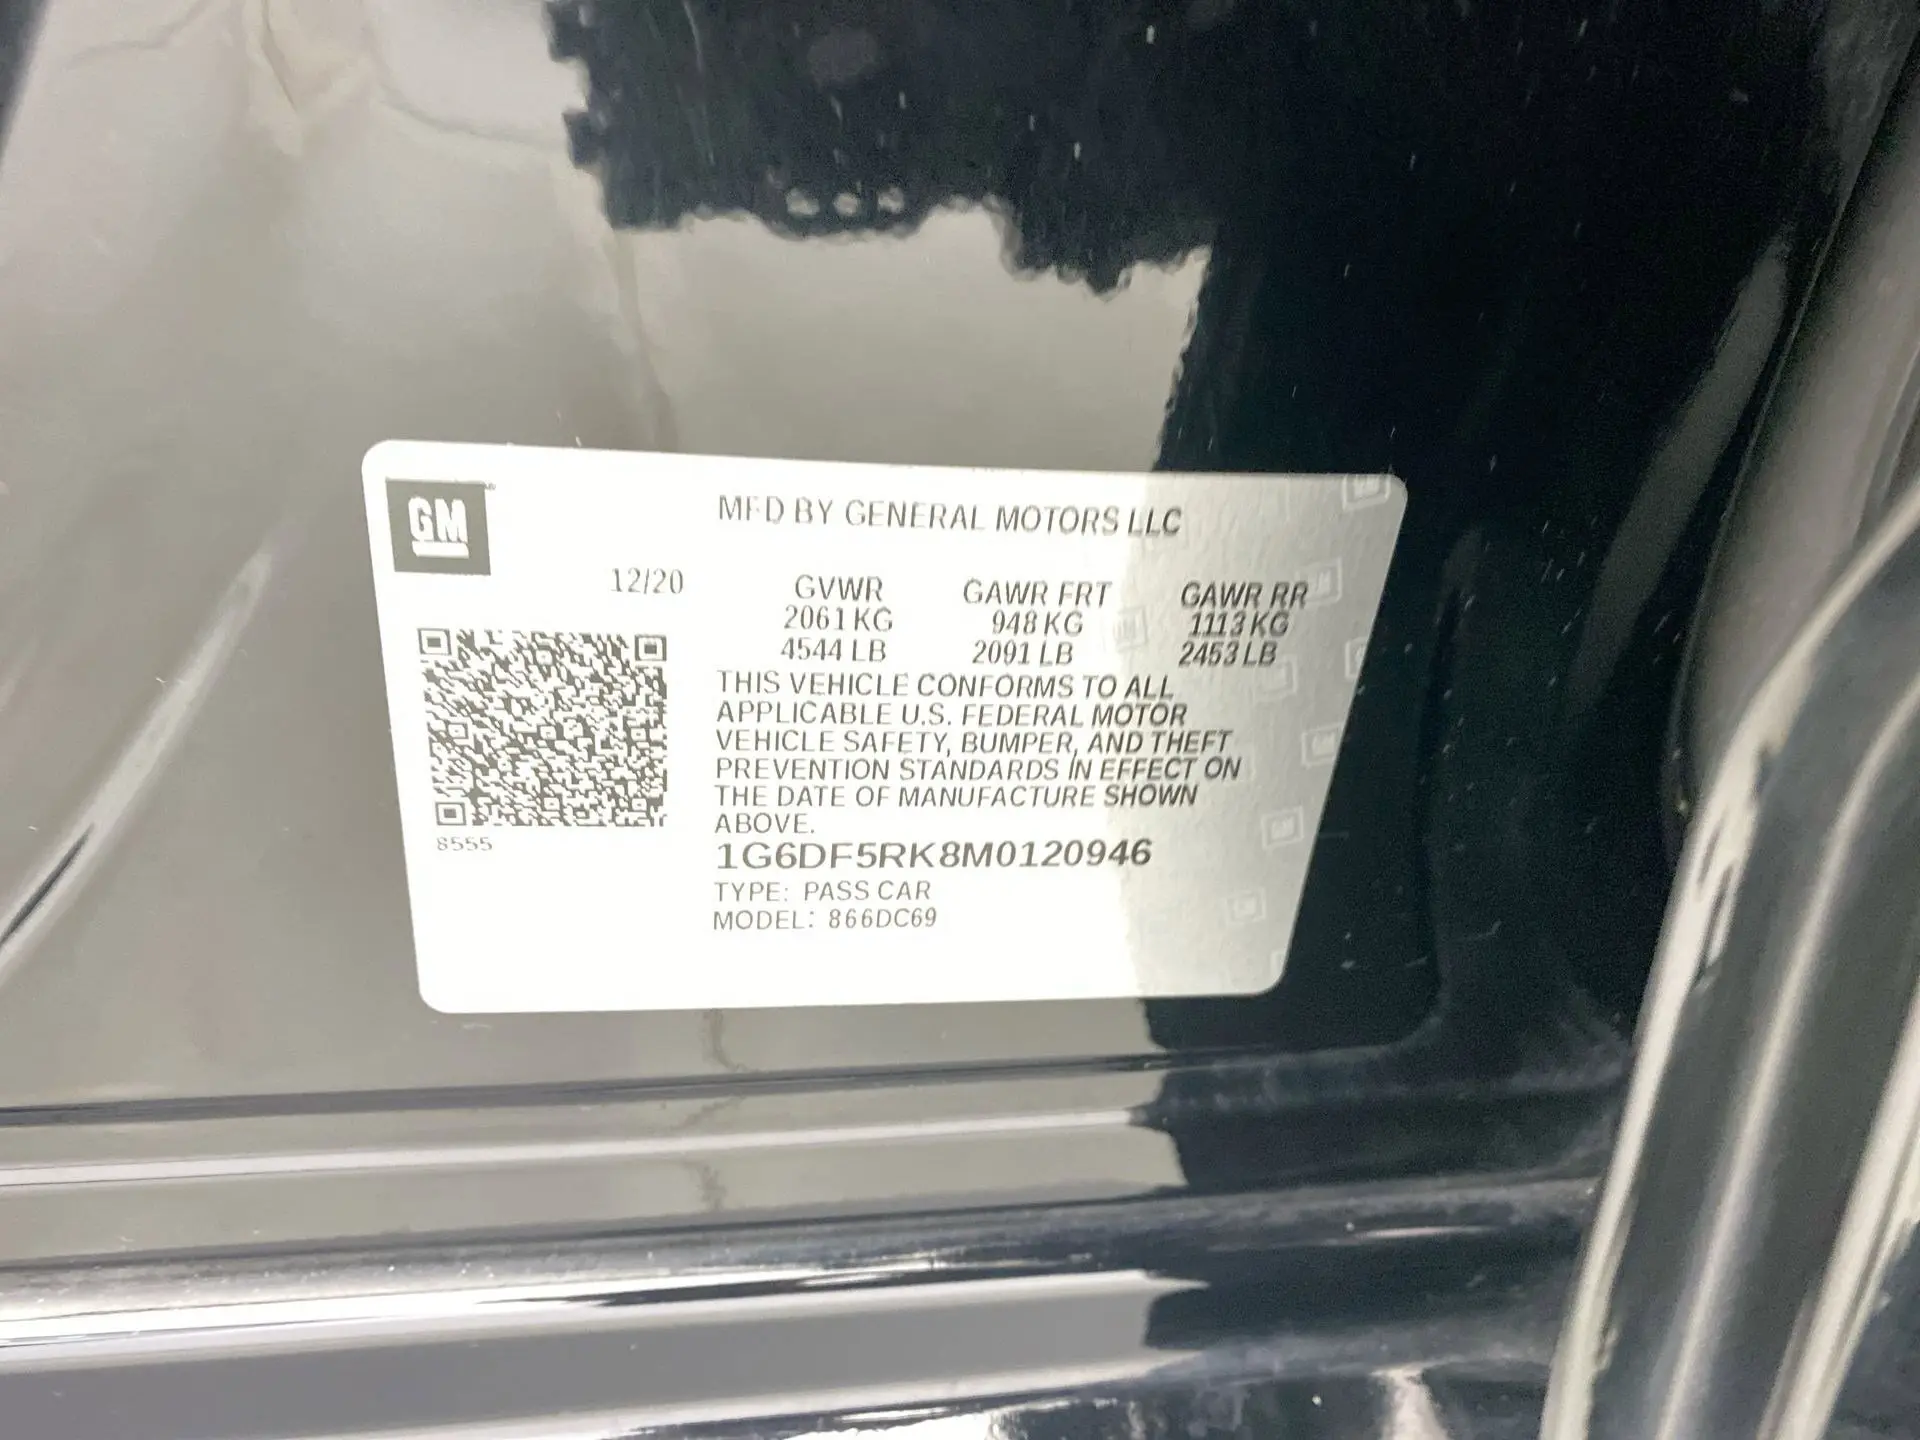 GM
MFD BY GENERAL MOTORS LLC
12/20
GVWR GAWR FRT GAWR RR
2061 KG 948 KG 1113 KG
4544 LB 2091 LB 2453 LB
THIS VEHICLE CONFORMS TO ALL
APPLICABLE U.S. FEDERAL MOTOR
VEHICLE SAFETY, BUMPER, AND THEFT
PREVENTION STANDARDS IN EFFECT ON
THE DATE OF MANUFACTURE SHOWN
ABOVE.
8555
1G6DF5RK8M0120946
TYPE: PASS CAR
MODEL: 866DC69